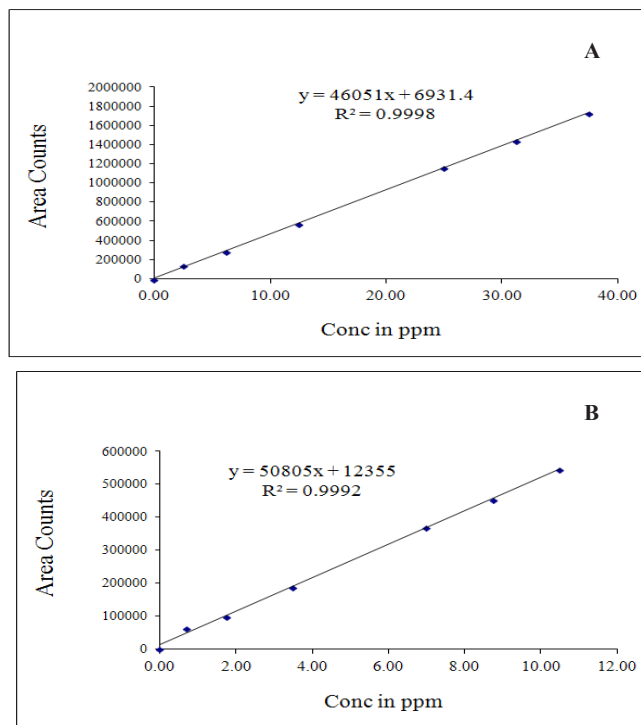 A
y = 46051x + 6931.4
R² = 0.9998
2000000
1800000
1600000
1400000
1200000
1000000
800000
600000
400000
200000
0
Area Counts
0.00 10.00 20.00 30.00 40.00
Conc in ppm
B
y = 50805x + 12355
R² = 0.9992
600000
500000
400000
300000
200000
100000
0
Area Counts
0.00 2.00 4.00 6.00 8.00 10.00 12.00
Conc in ppm